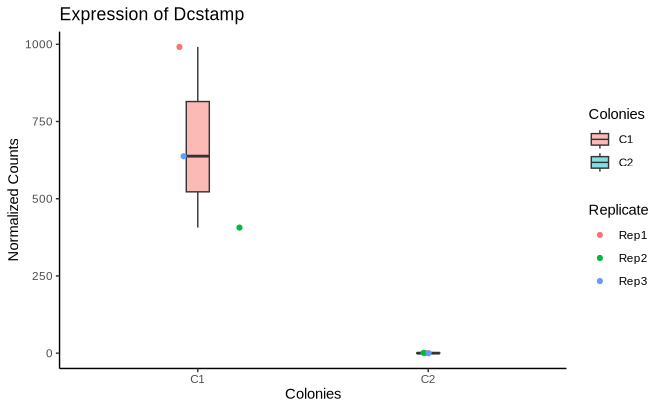 Expression of Dcstamp
Normalized Counts
1000
750
500
250
0
C1
C2
Colonies
Colonies
C1
C2
Replicate
Rep1
Rep2
Rep3